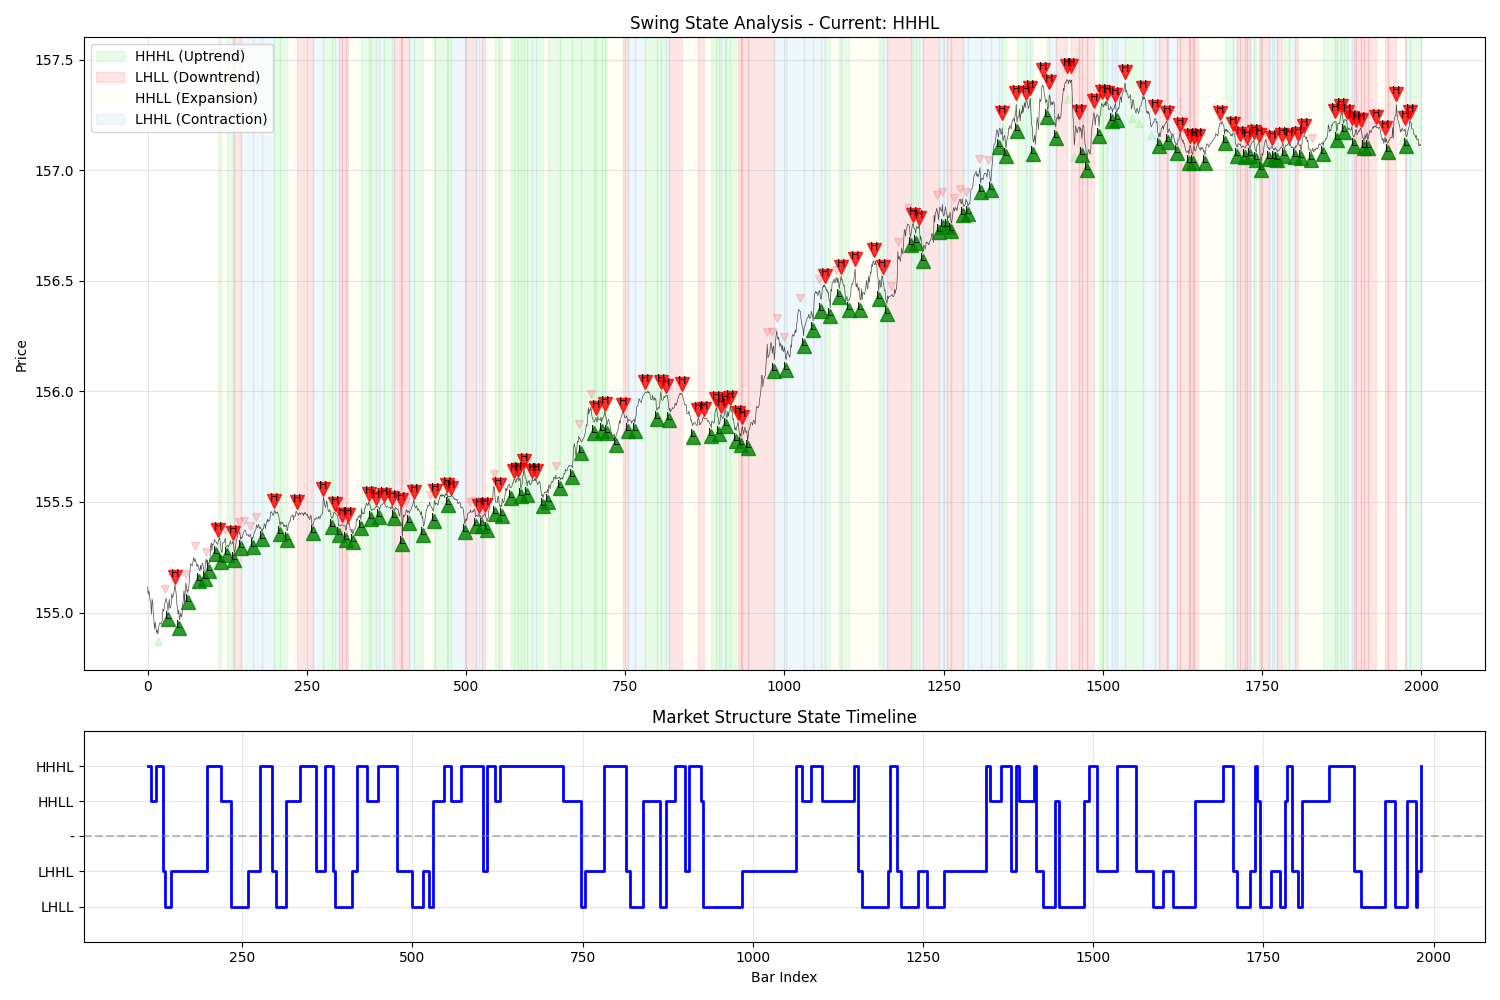 Swing State Analysis - Current: HHHL
HHHL (Uptrend)
LHLL (Downtrend)
HHLL (Expansion)
LHHL (Contraction)
157.5
157.0
156.5
156.0
155.5
155.0
Price
0 250 500 750 1000 1250 1500 1750 2000
Market Structure State Timeline
HHHL
HHLL
-
LHHL
LHLL
250 500 750 1000 1250 1500 1750 2000
Bar Index